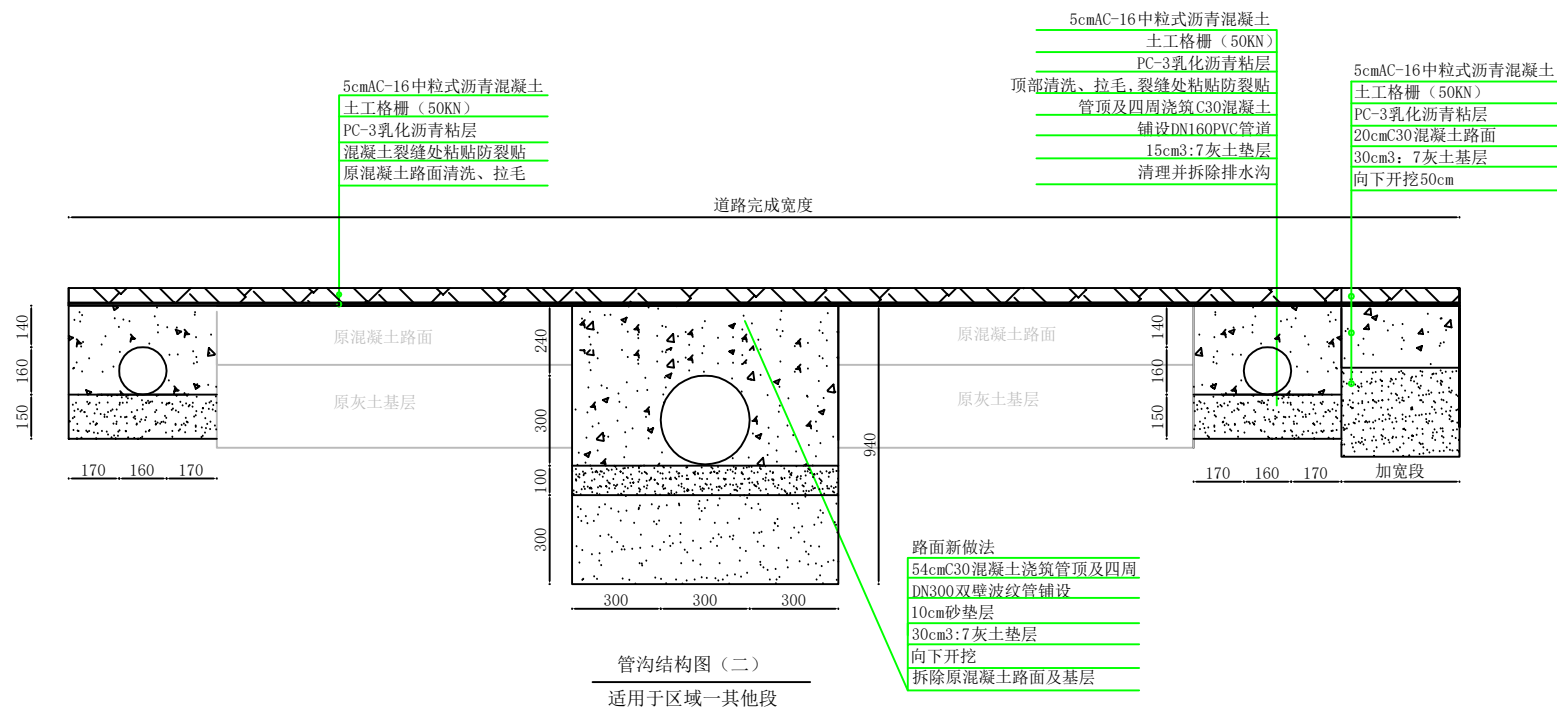 5cmAC-16中粒式沥青混凝土
土工格栅（50KN）
PC-3乳化沥青粘层
混凝土裂缝处粘贴防裂贴
原混凝土路面清洗、拉毛
5cmAC-16中粒式沥青混凝土
土工格栅（50KN）
PC-3乳化沥青粘层
顶部清洗、拉毛,裂缝处粘贴防裂贴
管顶及四周浇筑C30混凝土
铺设DN160PVC管道
15cm3:7灰土垫层
清理并拆除排水沟
5cmAC-16中粒式沥青混凝土
土工格栅（50KN）
PC-3乳化沥青粘层
20cmC30混凝土路面
30cm3：7灰土基层
向下开挖50cm
道路完成宽度
140
160
150
170
160
170
原混凝土路面
原灰土基层
240
300
100
300
940
300
300
300
原混凝土路面
原灰土基层
140
160
150
170
160
170
加宽段
路面新做法
54cmC30混凝土浇筑管顶及四周
DN300双壁波纹管铺设
10cm砂垫层
30cm3:7灰土垫层
向下开挖
拆除原混凝土路面及基层
管沟结构图（二）
适用于区域一其他段